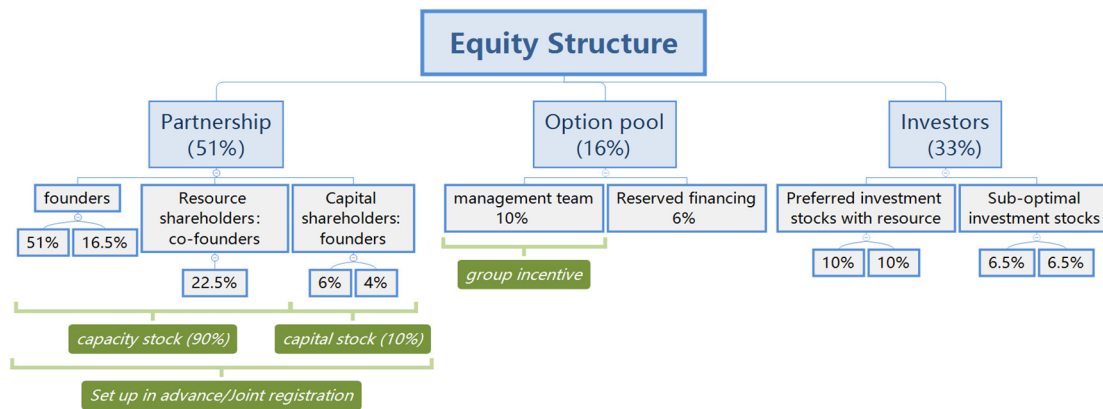 Equity Structure
Partnership
(51%)
Option pool
(16%)
Investors
(33%)
founders
Resource
shareholders:
co-founders
Capital
shareholders:
founders
management team
10%
Reserved financing
6%
Preferred investment
stocks with resource
Sub-optimal
investment stocks
51%
16.5%
22.5%
6%
4%
10%
10%
6.5%
6.5%
group incentive
capacity stock (90%)
capital stock (10%)
Set up in advance/Joint registration